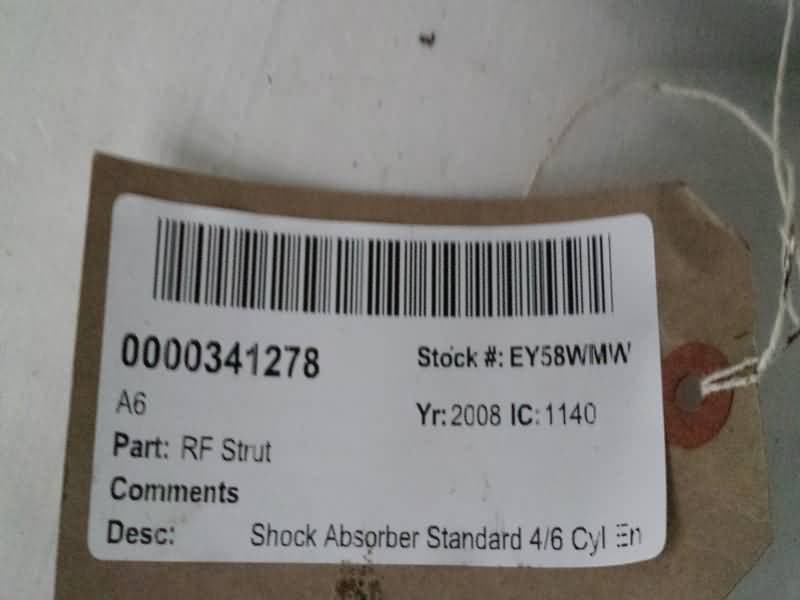 0000341278
Stock #: EY58WMW
A6
Yr: 2008 IC: 1140
Part: RF Strut
Comments
Desc: Shock Absorber Standard 4/6 Cyl En